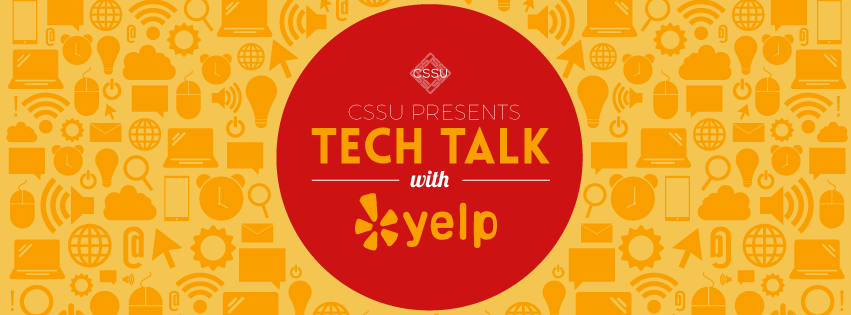 CSSU
CSSU PRESENTS
TECH TALK
with
yelp